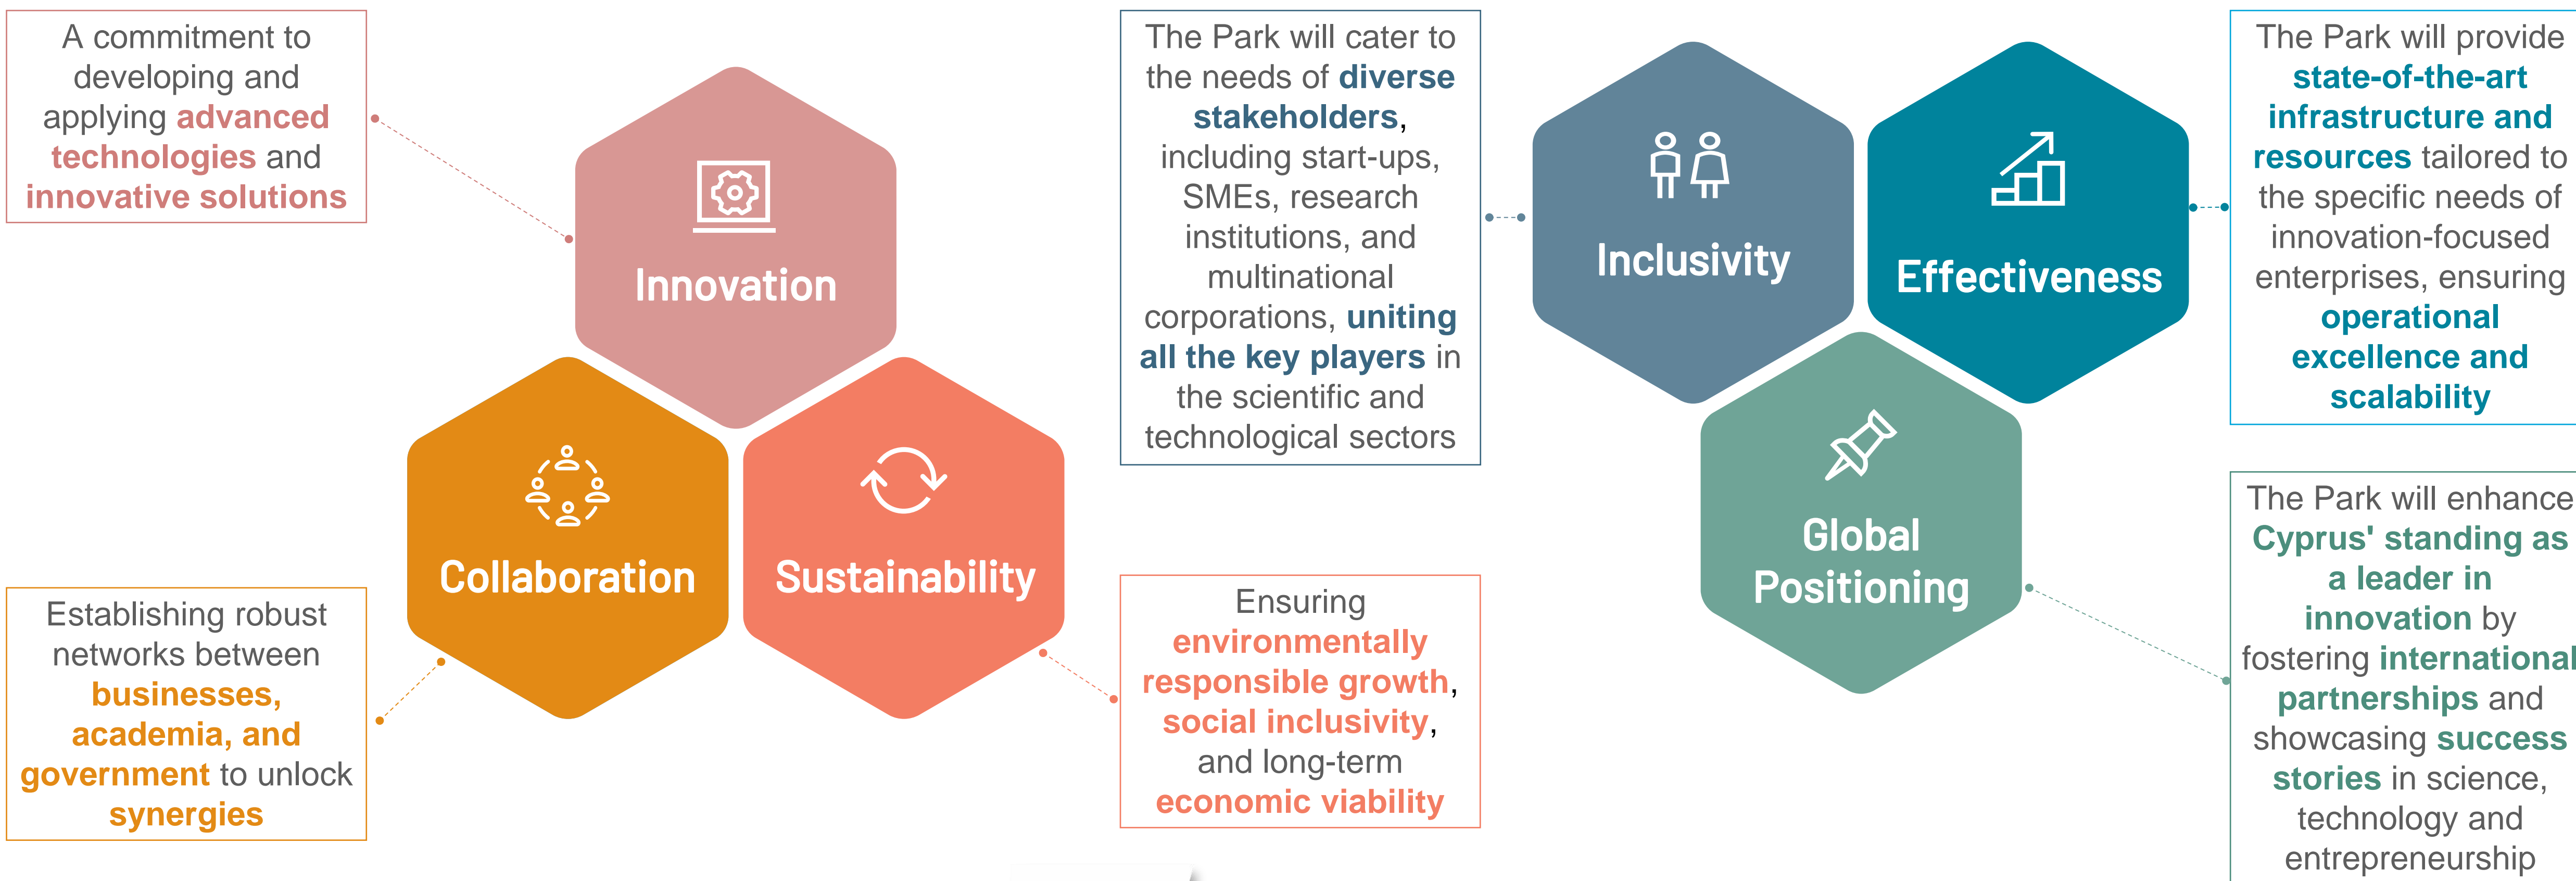 A commitment to
developing and
applying advanced
technologies and
innovative solutions
Innovation
Collaboration
Sustainability
Establishing robust
networks between
businesses,
academia, and
government to unlock
synergies
Ensuring
environmentally
responsible growth,
social inclusivity,
and long-term
economic viability
The Park will cater to
the needs of diverse
stakeholders,
including start-ups,
SMEs, research
institutions, and
multinational
corporations, uniting
all the key players in
the scientific and
technological sectors
Inclusivity
Effectiveness
Global
Positioning
The Park will provide
state-of-the-art
infrastructure and
resources tailored to
the specific needs of
innovation-focused
enterprises, ensuring
operational
excellence and
scalability
The Park will enhance
Cyprus' standing as
a leader in
innovation by
fostering international
partnerships and
showcasing success
stories in science,
technology and
entrepreneurship